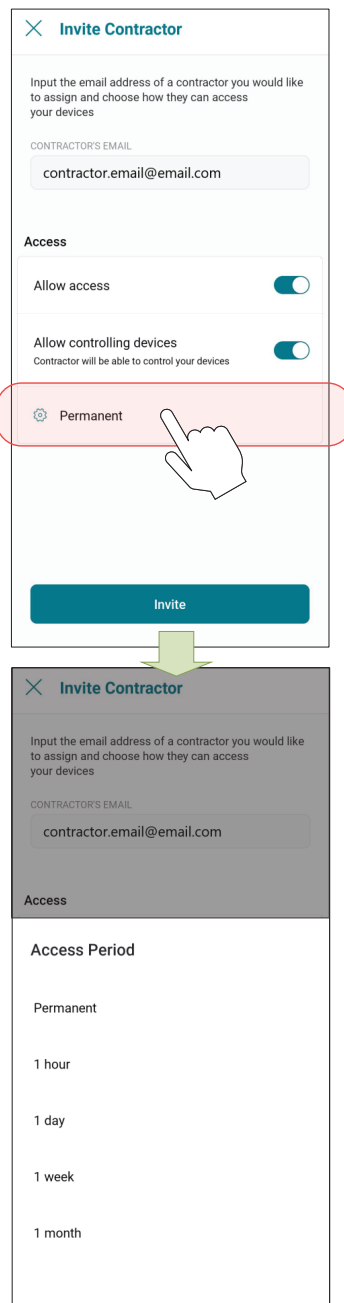 Invite Contractor
Input the email address of a contractor you would like
to assign and choose how they can access
your devices
CONTRACTOR'S EMAIL
contractor.email@email.com
Access
Allow access
Allow controlling devices
Contractor will be able to control your devices
Permanent
Invite
Invite Contractor
Input the email address of a contractor you would like
to assign and choose how they can access
your devices
CONTRACTOR'S EMAIL
contractor.email@email.com
Access
Access Period
Permanent
1 hour
1 day
1 week
1 month